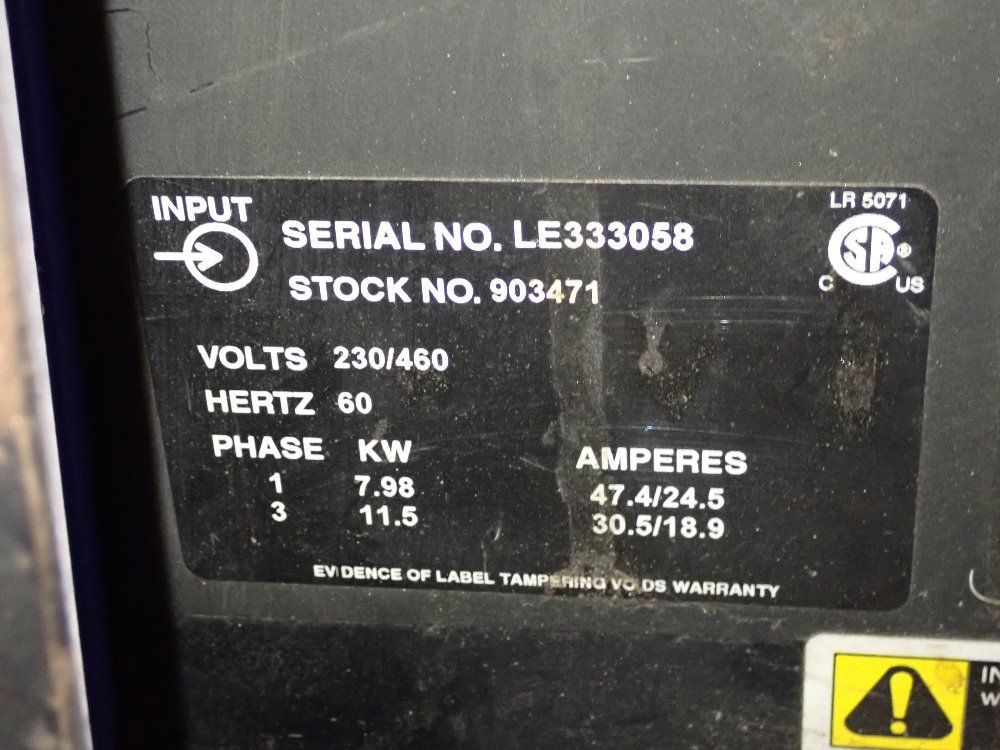 INPUT
LR 5071
SERIAL NO. LE333058
SA ®
C US
STOCK NO. 903471
VOLTS 230/460
HERTZ 60
PHASE KW AMPERES
1 7.98 47.4/24.5
3 11.5 30.5/18.9
EVIDENCE OF LABEL TAMPERING VOIDS WARRANTY
!